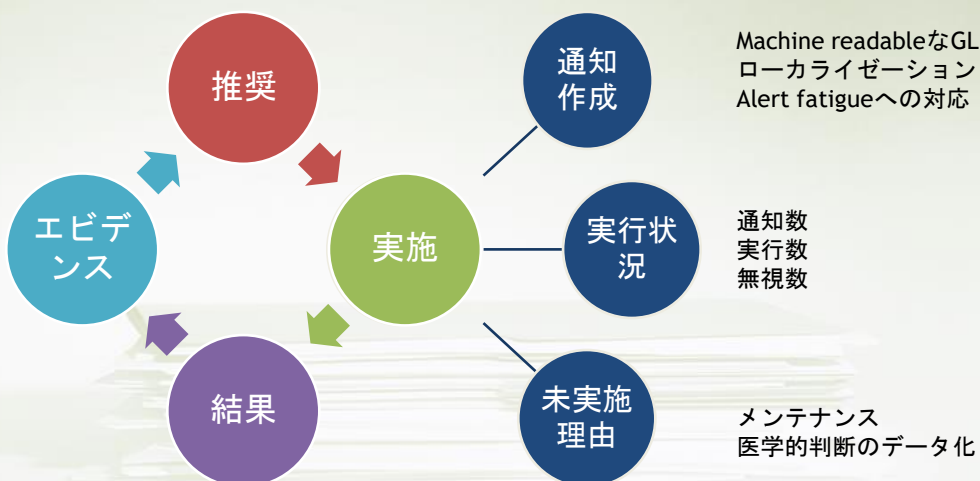 推奨
エビデ
ンス
実施
結果
通知
作成
Machine readableなGL
ローカライゼーション
Alert fatigueへの対応
実行状
況
通知数
実行数
無視数
未実施
理由
メンテナンス
医学的判断のデータ化